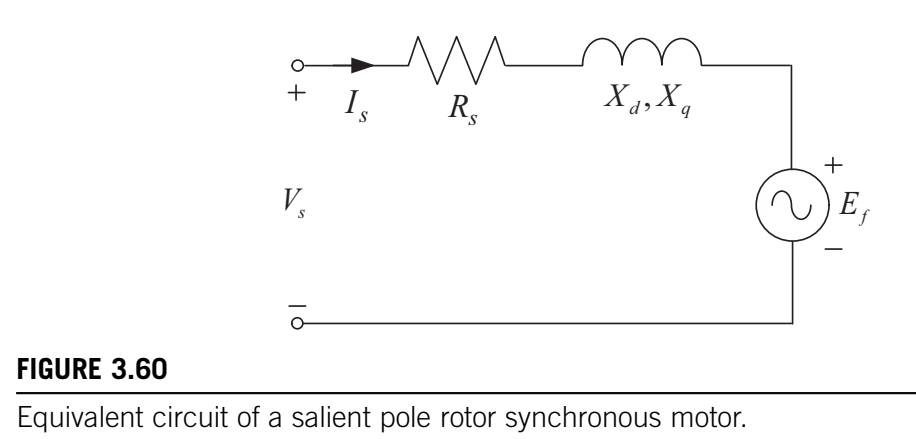 +
I_s
R_s
X_d, X_q
V_s
+
E_f
−
−
FIGURE 3.60
Equivalent circuit of a salient pole rotor synchronous motor.